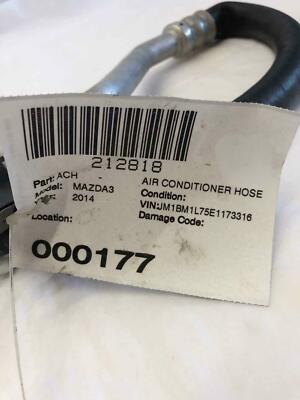 212818
Part: ACH - AIR CONDITIONER HOSE
Model: MAZDA3 Condition:
2014 VIN:JM1BM1L75E1173316
Location: Damage Code:
000177